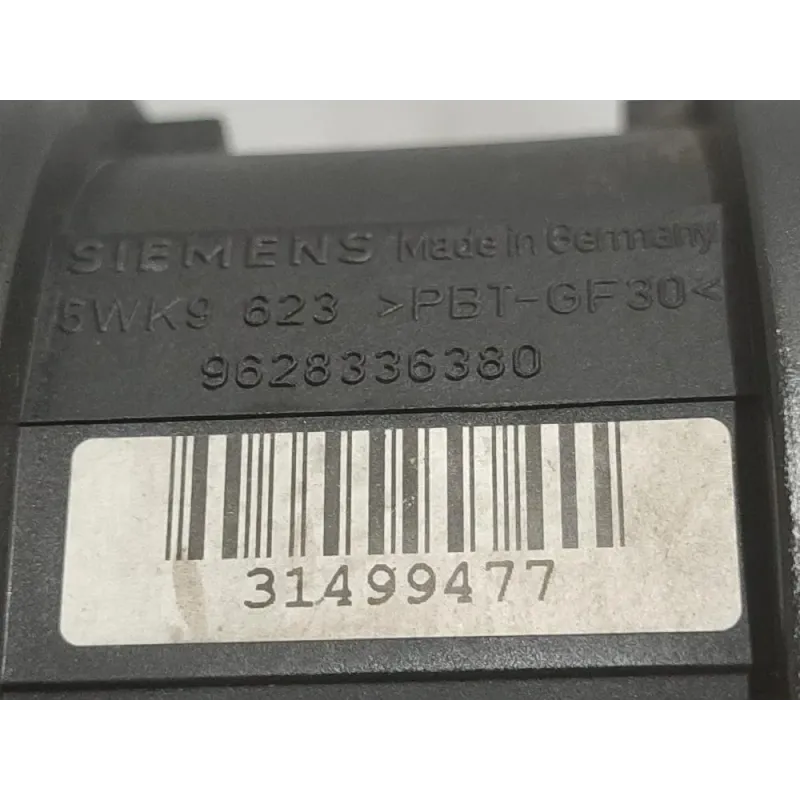 SIEMENS Made in Germany
5WK9 623 >PBT-GF30<
9628336380
31499477